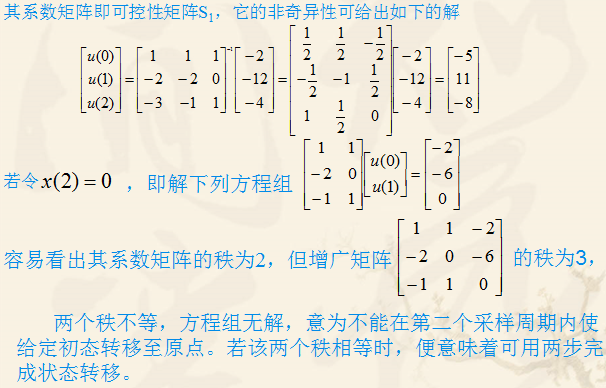 其系数矩阵即可控性矩阵S₁，它的非奇异性可给出如下的解
$$\begin{bmatrix} u(0) \\ u(1) \\ u(2) \end{bmatrix} = \begin{bmatrix} 1 & 1 & 1 \\ -2 & -2 & 0 \\ -3 & -1 & 1 \end{bmatrix}^{-1} \begin{bmatrix} -2 \\ -12 \\ -4 \end{bmatrix} = \begin{bmatrix} \frac{1}{2} & \frac{1}{2} & -\frac{1}{2} \\ -\frac{1}{2} & -1 & \frac{1}{2} \\ 1 & \frac{1}{2} & 0 \end{bmatrix} \begin{bmatrix} -2 \\ -12 \\ -4 \end{bmatrix} = \begin{bmatrix} -5 \\ 11 \\ -8 \end{bmatrix}$$
若令 $x(2)=0$ ，即解下列方程组 $\begin{bmatrix} 1 & 1 \\ -2 & 0 \\ -1 & 1 \end{bmatrix} \begin{bmatrix} u(0) \\ u(1) \end{bmatrix} = \begin{bmatrix} -2 \\ -6 \\ 0 \end{bmatrix}$
容易看出其系数矩阵的秩为2，但增广矩阵 $\begin{bmatrix} 1 & 1 & -2 \\ -2 & 0 & -6 \\ -1 & 1 & 0 \end{bmatrix}$ 的秩为3，
两个秩不等，方程组无解，意为不能在第二个采样周期内使
给定初态转移至原点。若该两个秩相等时，便意味着可用两步完
成状态转移。